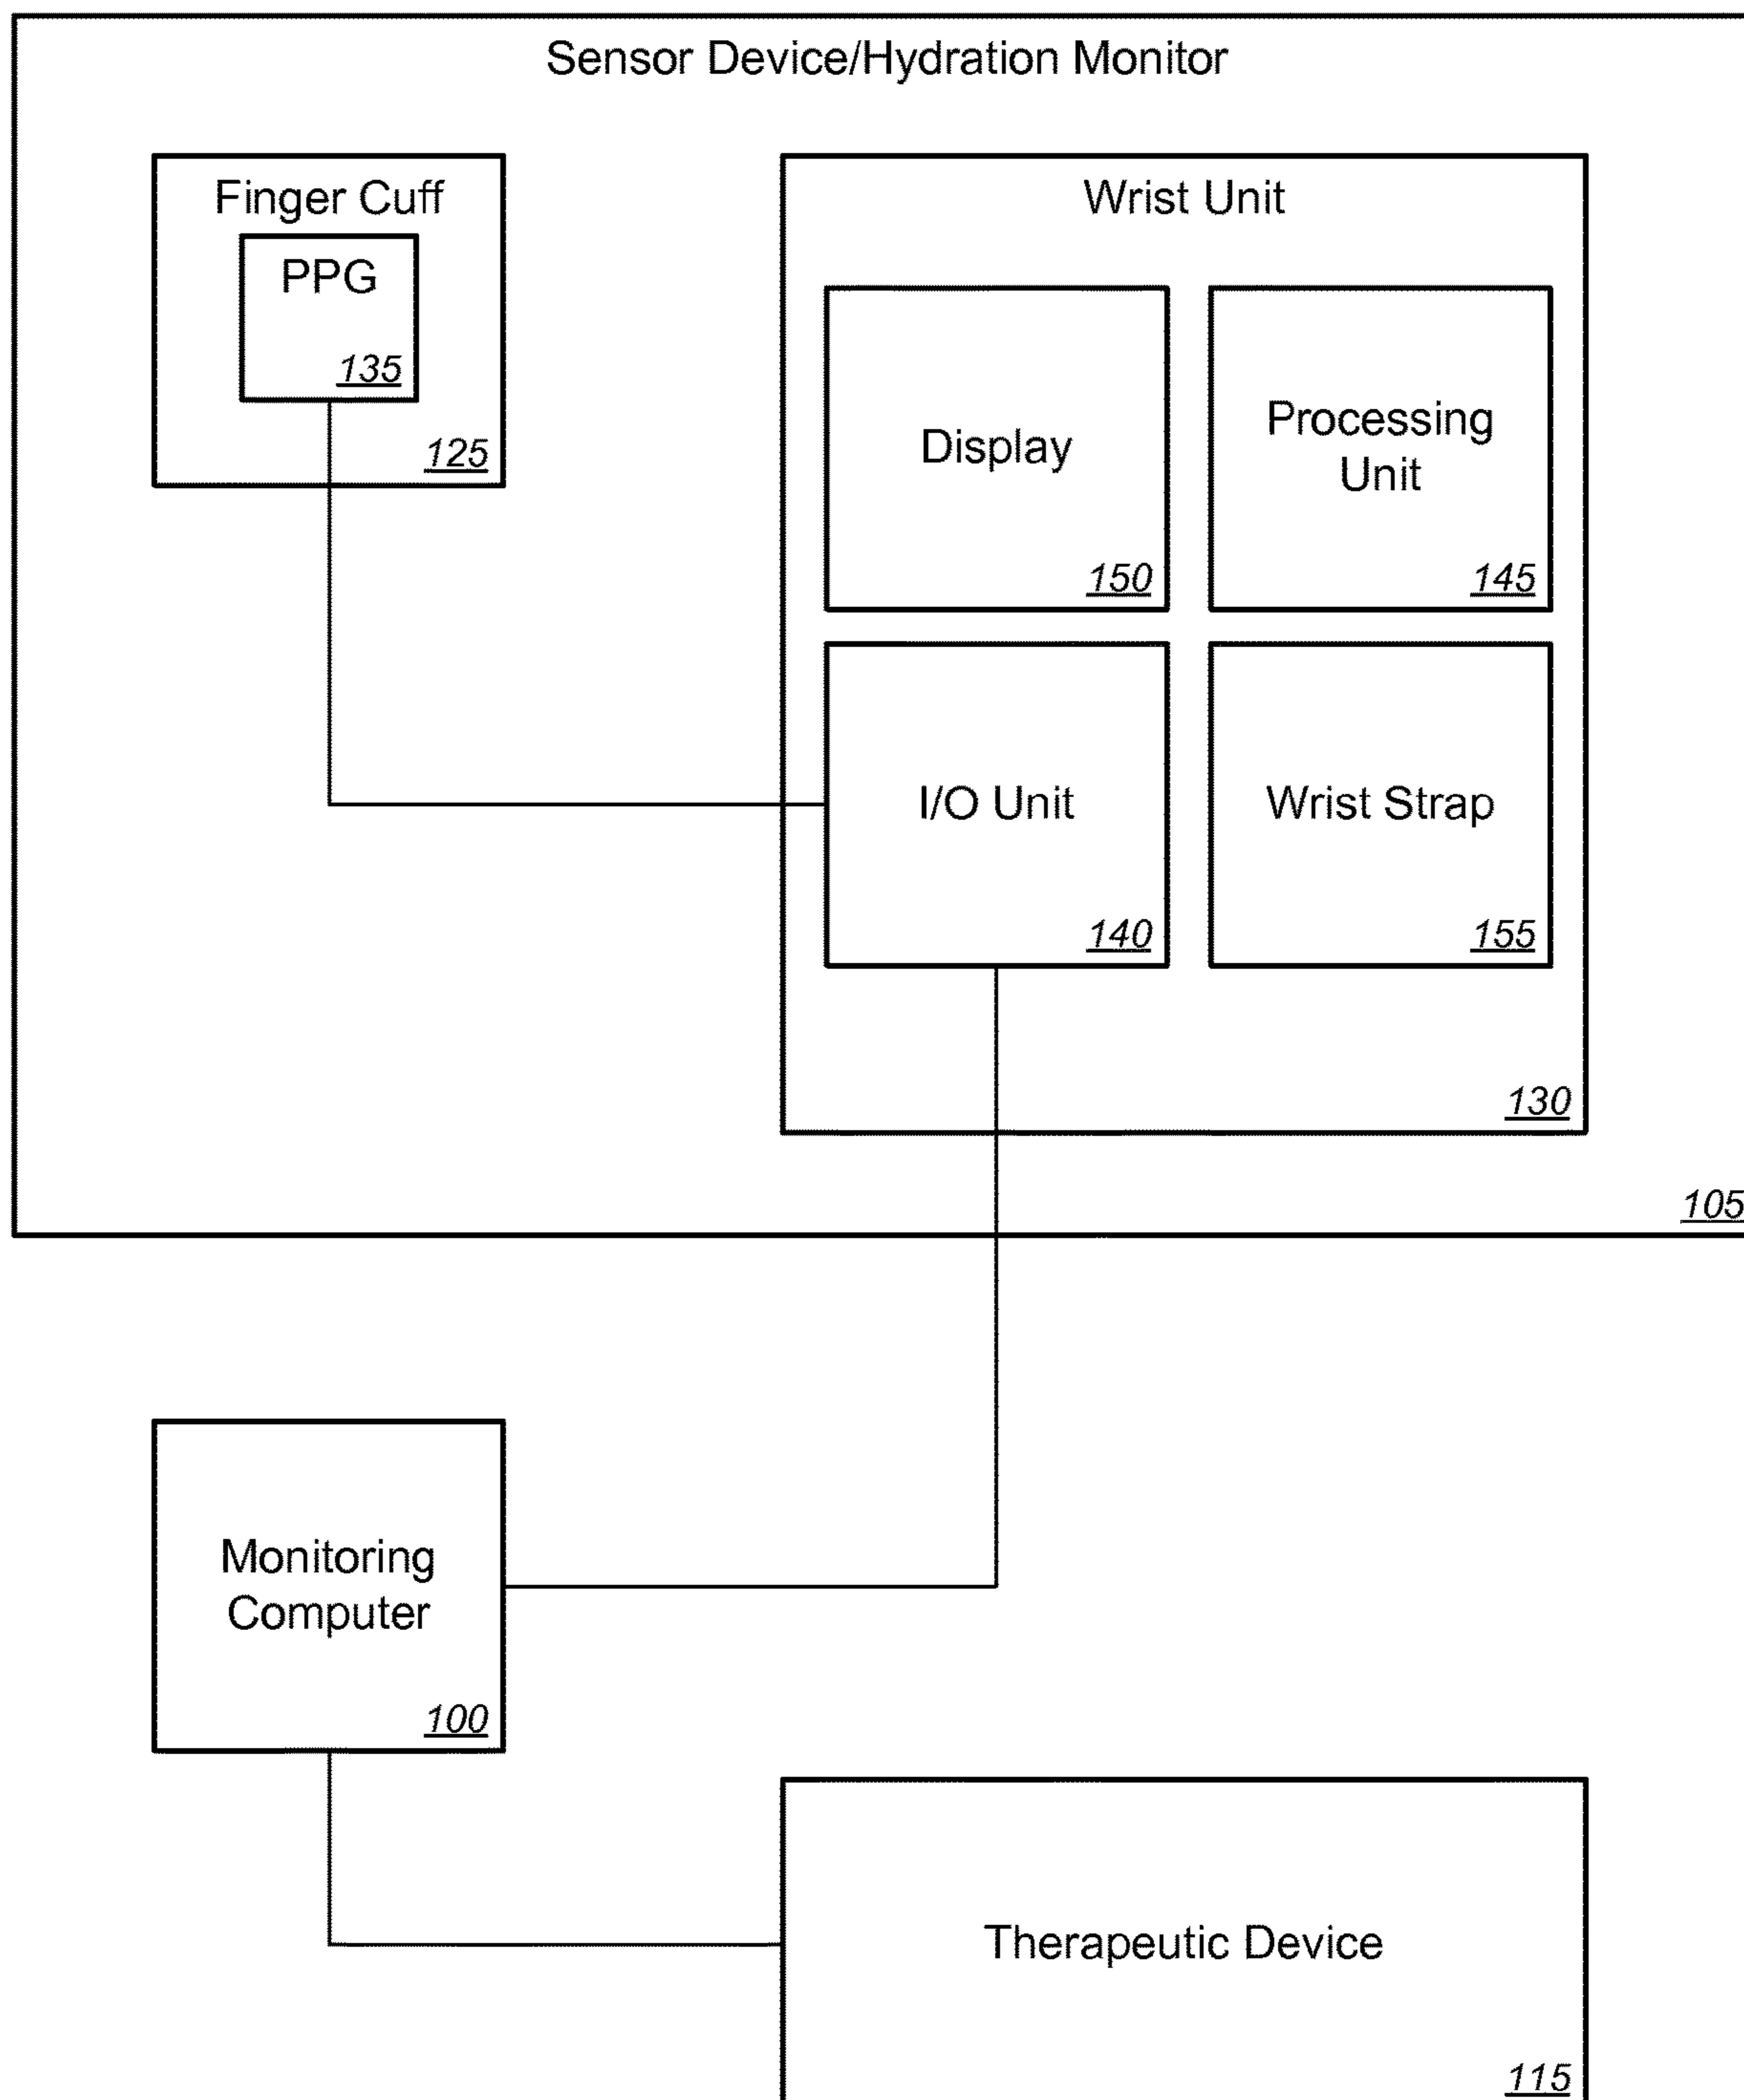 Sensor Device/Hydration Monitor
Finger Cuff
PPG
135
125
Wrist Unit
Display
150
Processing
Unit
145
I/O Unit
140
Wrist Strap
155
130
105
Monitoring
Computer
100
Therapeutic Device
115